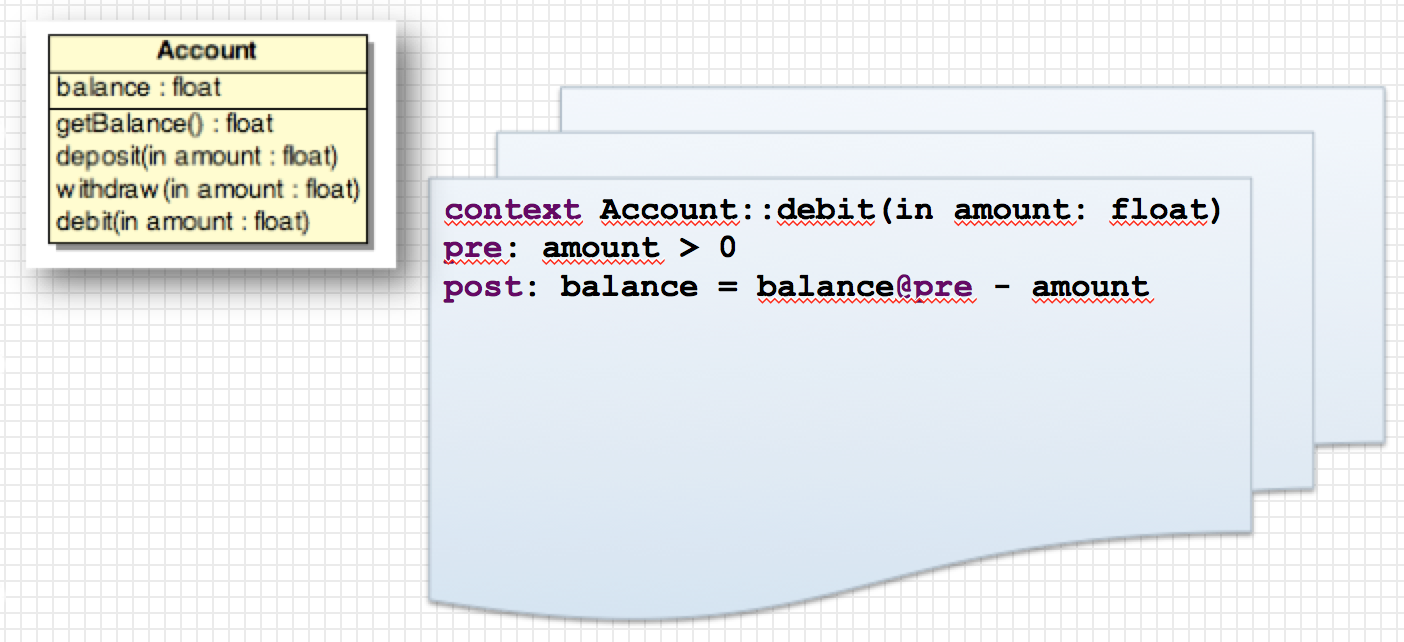 Account
balance : float
getBalance() : float
deposit(in amount : float)
withdraw(in amount : float)
debit(in amount : float)
context Account::debit(in amount: float)
pre: amount > 0
post: balance = balance@pre - amount